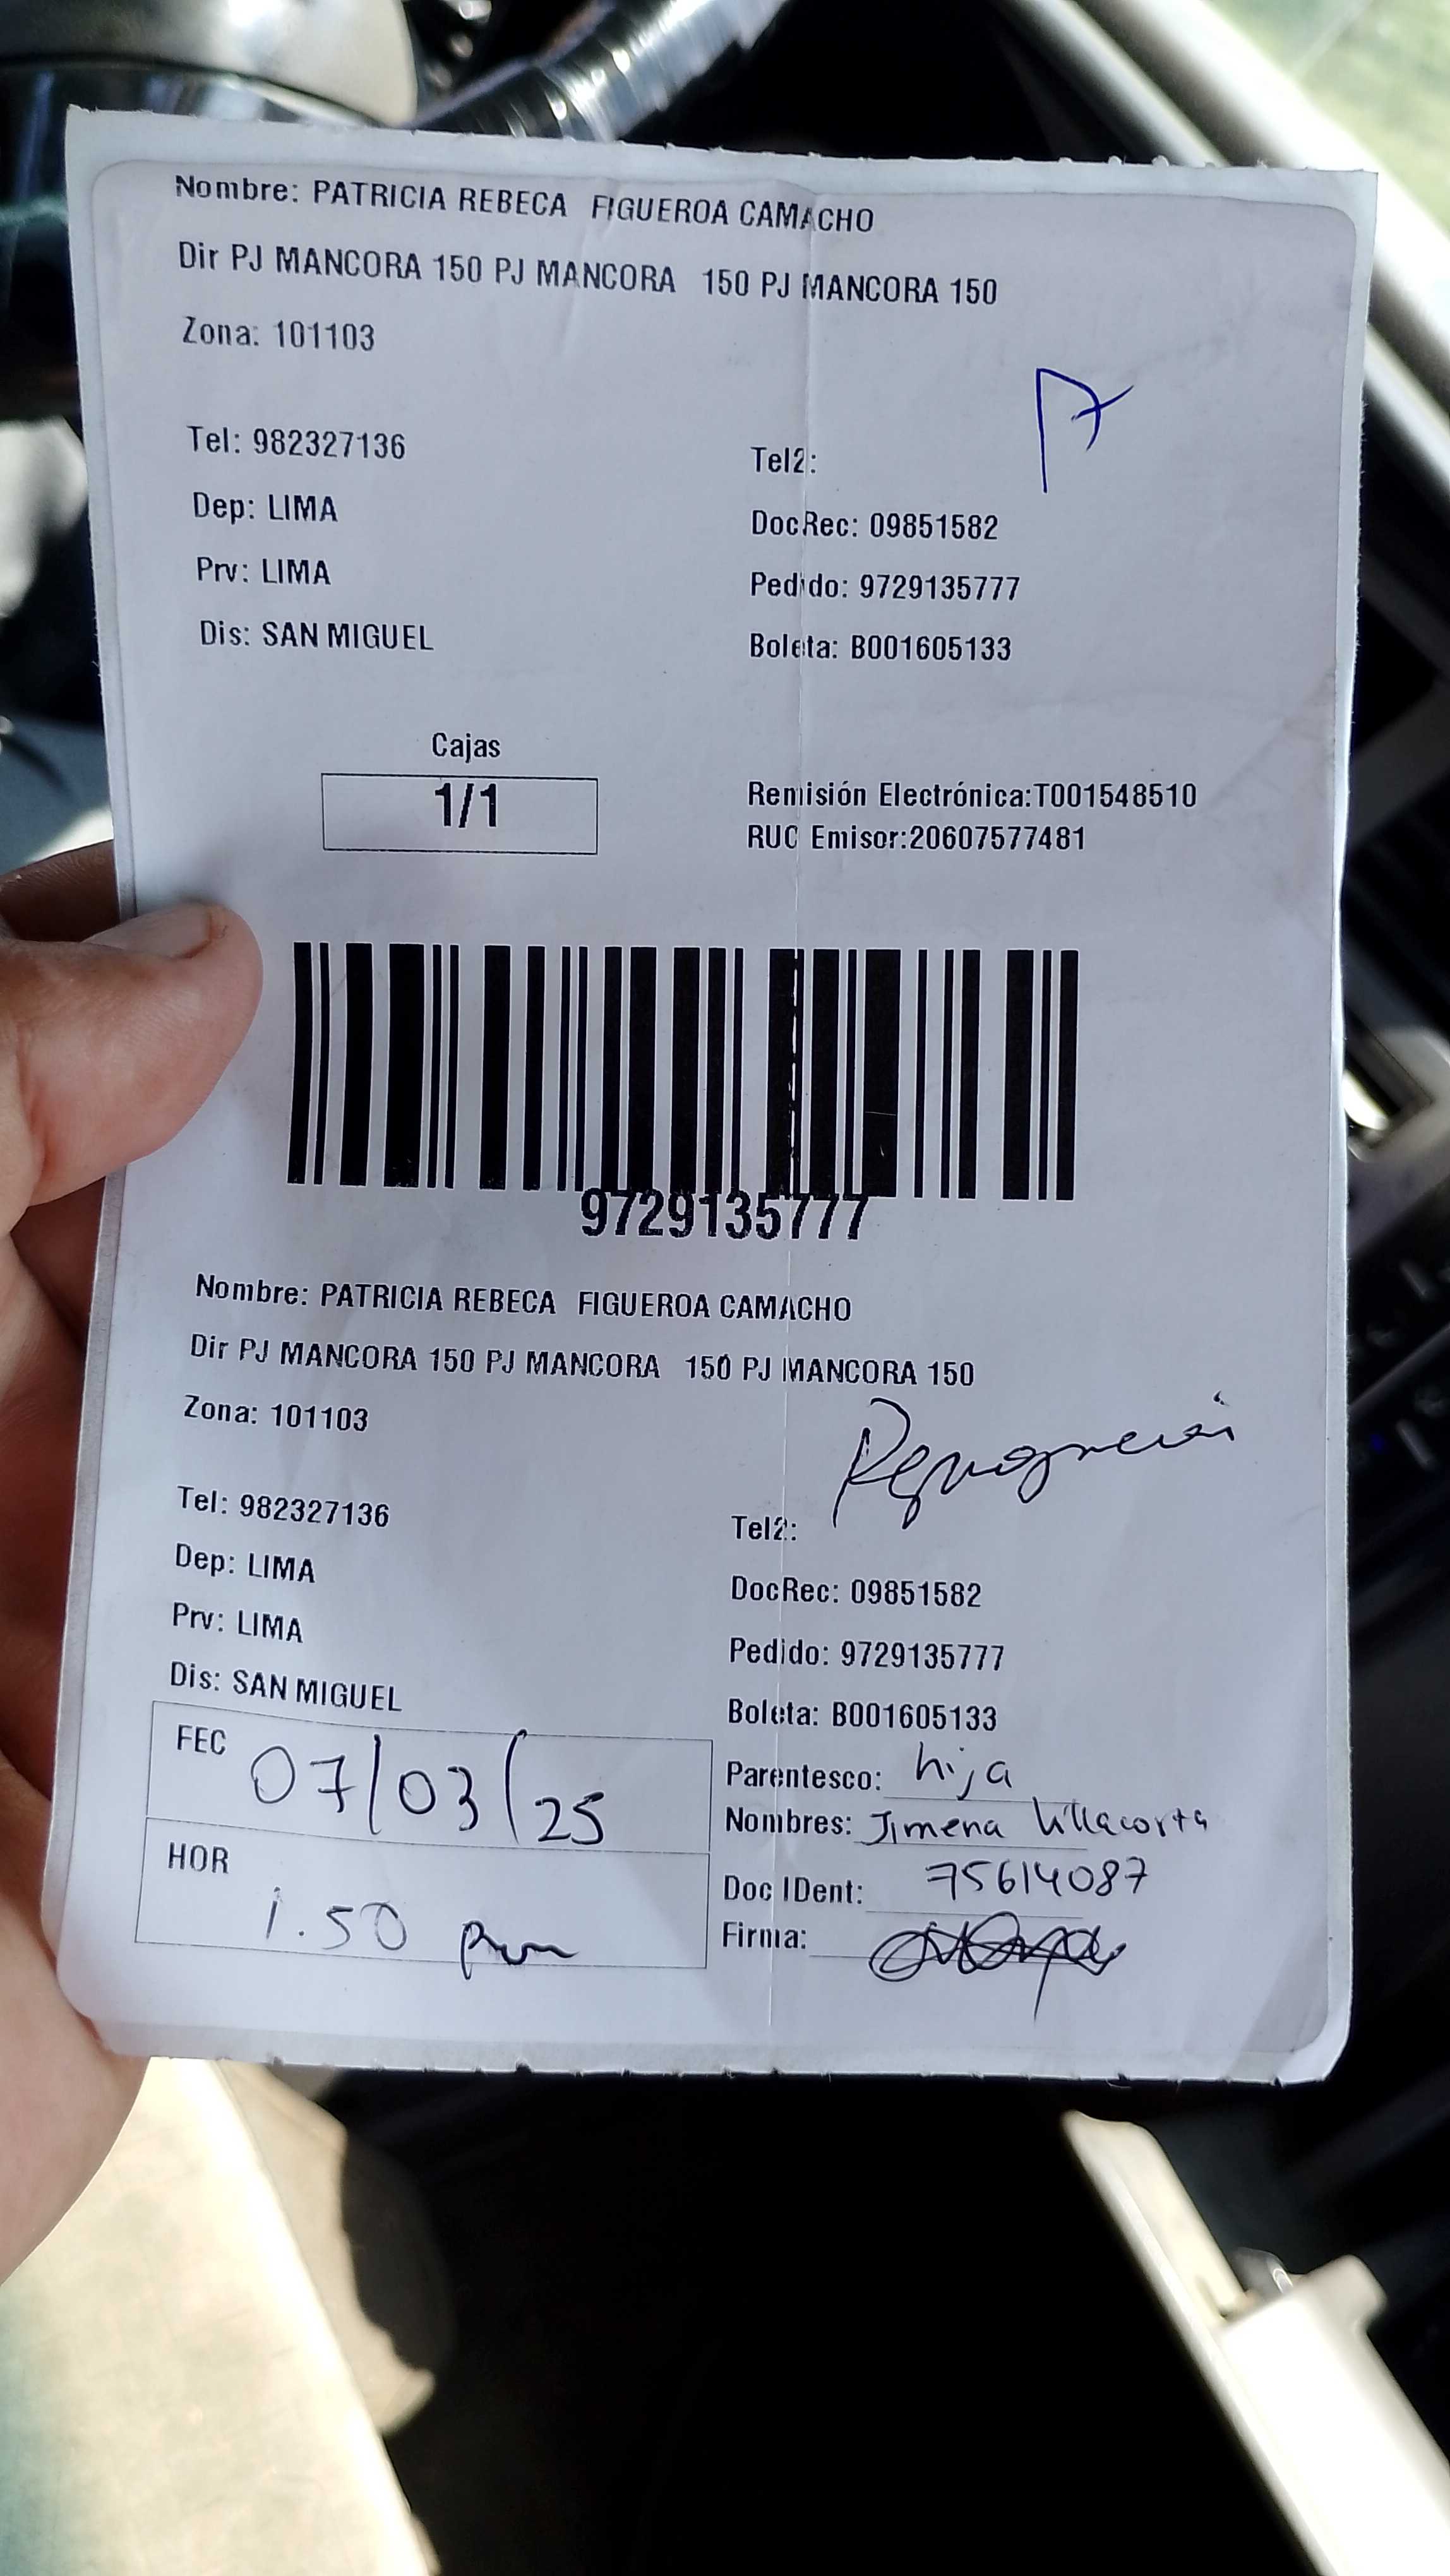 Nombre: PATRICIA REBECA FIGUEROA CAMACHO
Dir PJ MANCORA 150 PJ MANCORA 150 PJ MANCORA 150
Zona: 101103
Tel: 982327136
Tel2:
Dep: LIMA
DocRec: 09851582
Prv: LIMA
Pedido: 9729135777
Dis: SAN MIGUEL
Boleta: B001605133
Cajas
1/1
Remisión Electrónica:T001548510
RUC Emisor:20607577481
9729135777
Nombre: PATRICIA REBECA FIGUEROA CAMACHO
Dir PJ MANCORA 150 PJ MANCORA 150 PJ MANCORA 150
Zona: 101103
Tel: 982327136
Tel2:
Dep: LIMA
DocRec: 09851582
Prv: LIMA
Pedido: 9729135777
Dis: SAN MIGUEL
Boleta: B001605133
FEC 07/03/25
Parentesco: hija
Nombres: Jimena Villacorta
HOR 1.50 pm
Doc IDent: 75614087
Firma: